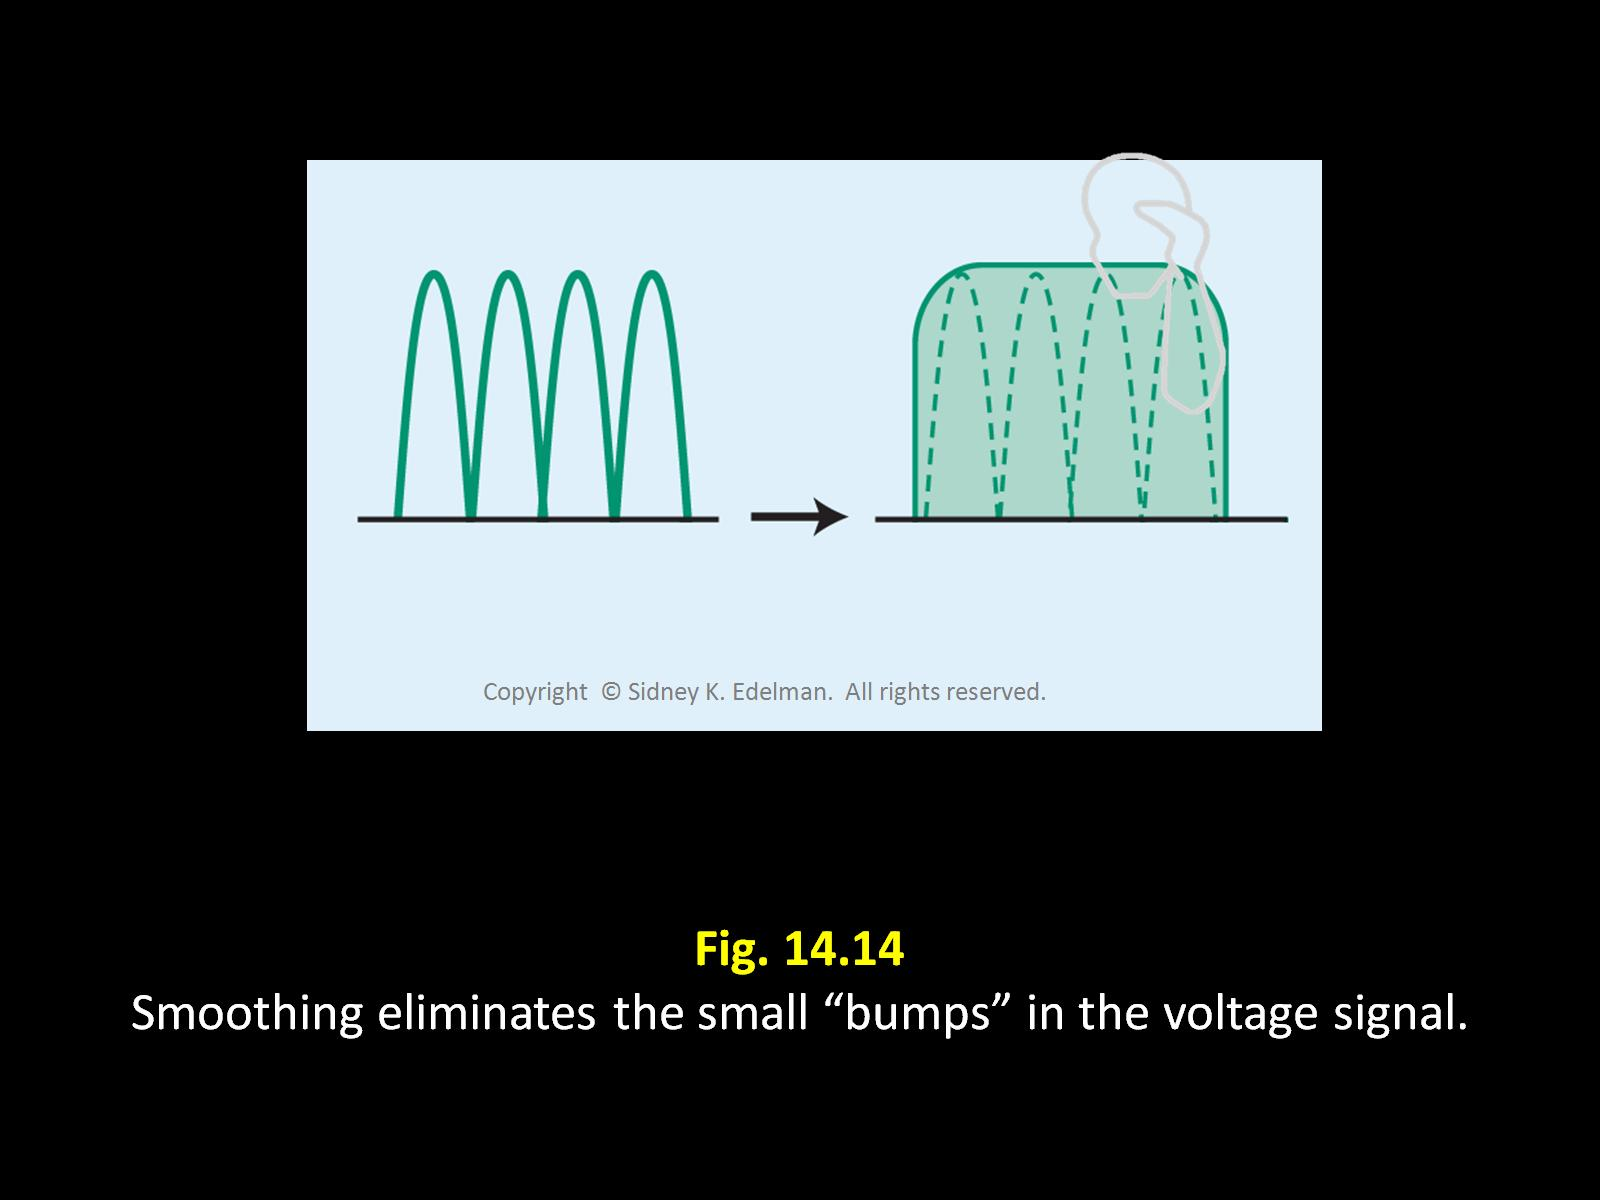 Copyright © Sidney K. Edelman. All rights reserved.
Fig. 14.14
Smoothing eliminates the small “bumps” in the voltage signal.